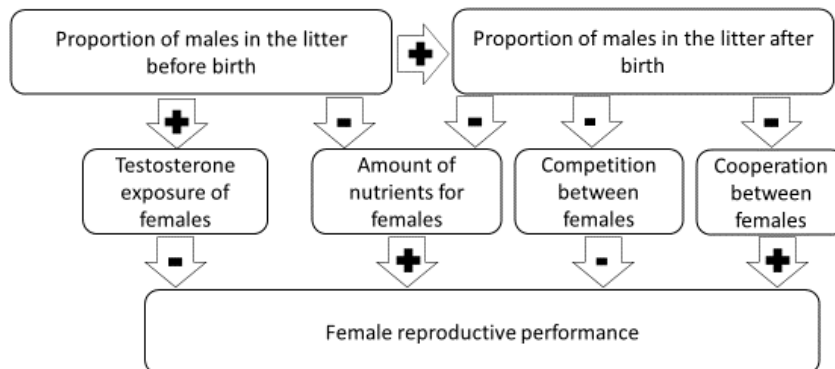 Proportion of males in the litter
before birth
+
Proportion of males in the litter after
birth
+
-
-
-
-
Testosterone
exposure of
females
Amount of
nutrients for
females
Competition
between
females
Cooperation
between
females
-
+
-
+
Female reproductive performance